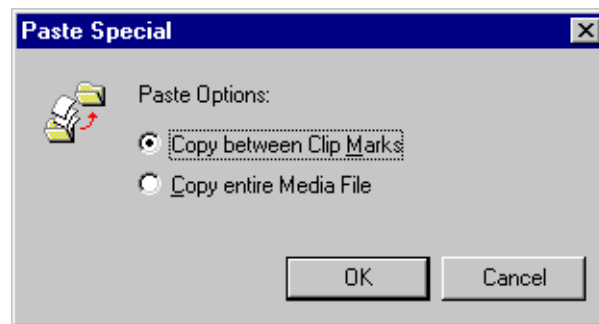 Paste Special
Paste Options:
Copy between Clip Marks
Copy entire Media File
OK
Cancel